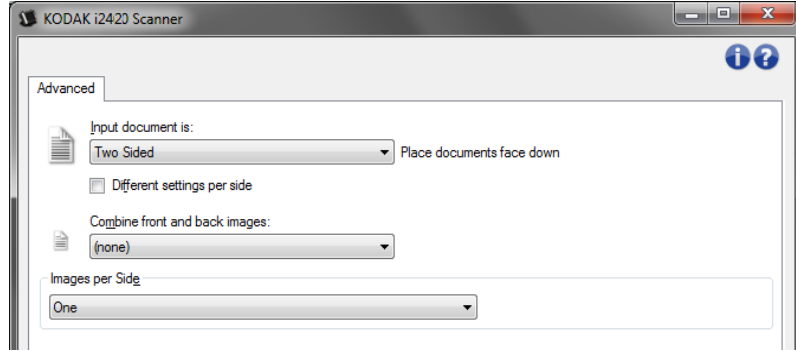 KODAK i2420 Scanner
Advanced
Input document is:
Two Sided Place documents face down
Different settings per side
Combine front and back images:
(none)
Images per Side
One